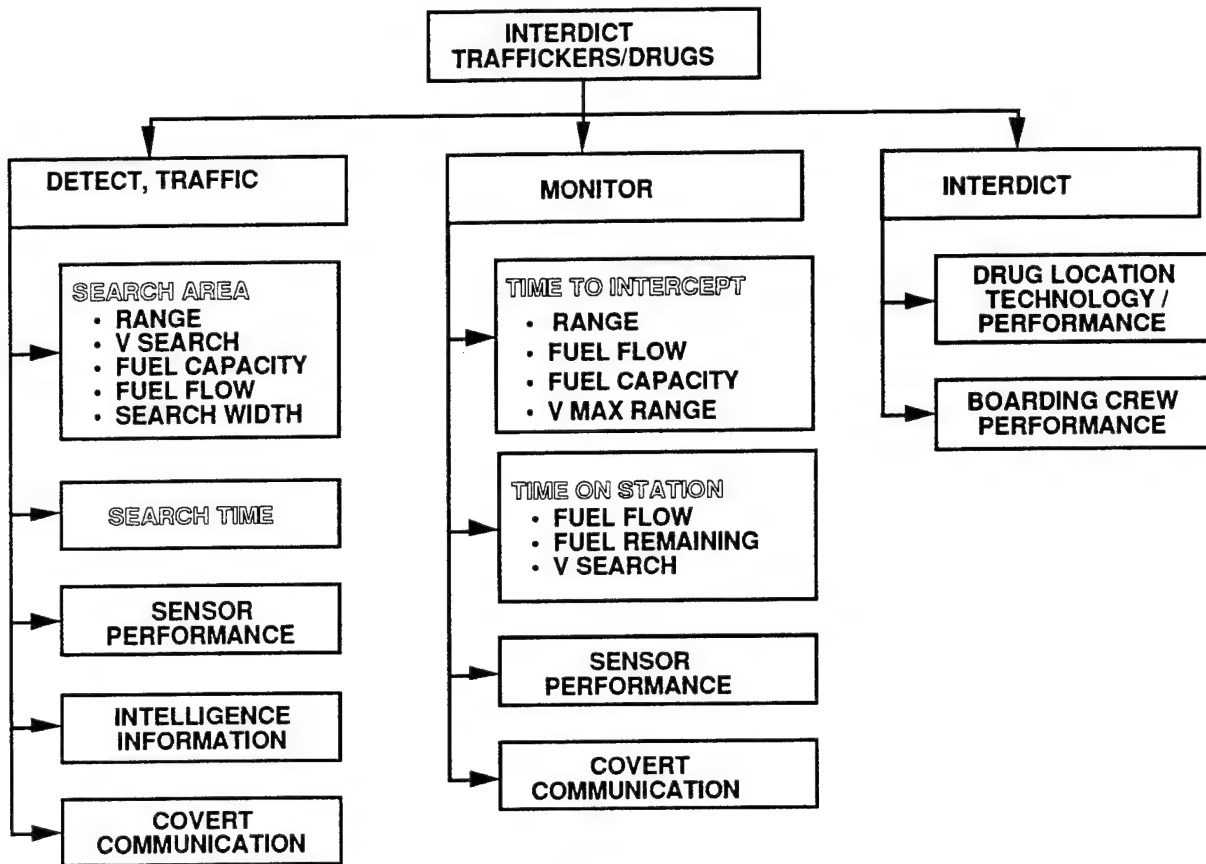 INTERDICT
TRAFFICKERS/DRUGS
DETECT, TRAFFIC
SEARCH AREA
• RANGE
• V SEARCH
• FUEL CAPACITY
• FUEL FLOW
• SEARCH WIDTH
SEARCH TIME
SENSOR
PERFORMANCE
INTELLIGENCE
INFORMATION
COVERT
COMMUNICATION
MONITOR
TIME TO INTERCEPT
• RANGE
• FUEL FLOW
• FUEL CAPACITY
• V MAX RANGE
TIME ON STATION
• FUEL FLOW
• FUEL REMAINING
• V SEARCH
SENSOR
PERFORMANCE
COVERT
COMMUNICATION
INTERDICT
DRUG LOCATION
TECHNOLOGY /
PERFORMANCE
BOARDING CREW
PERFORMANCE